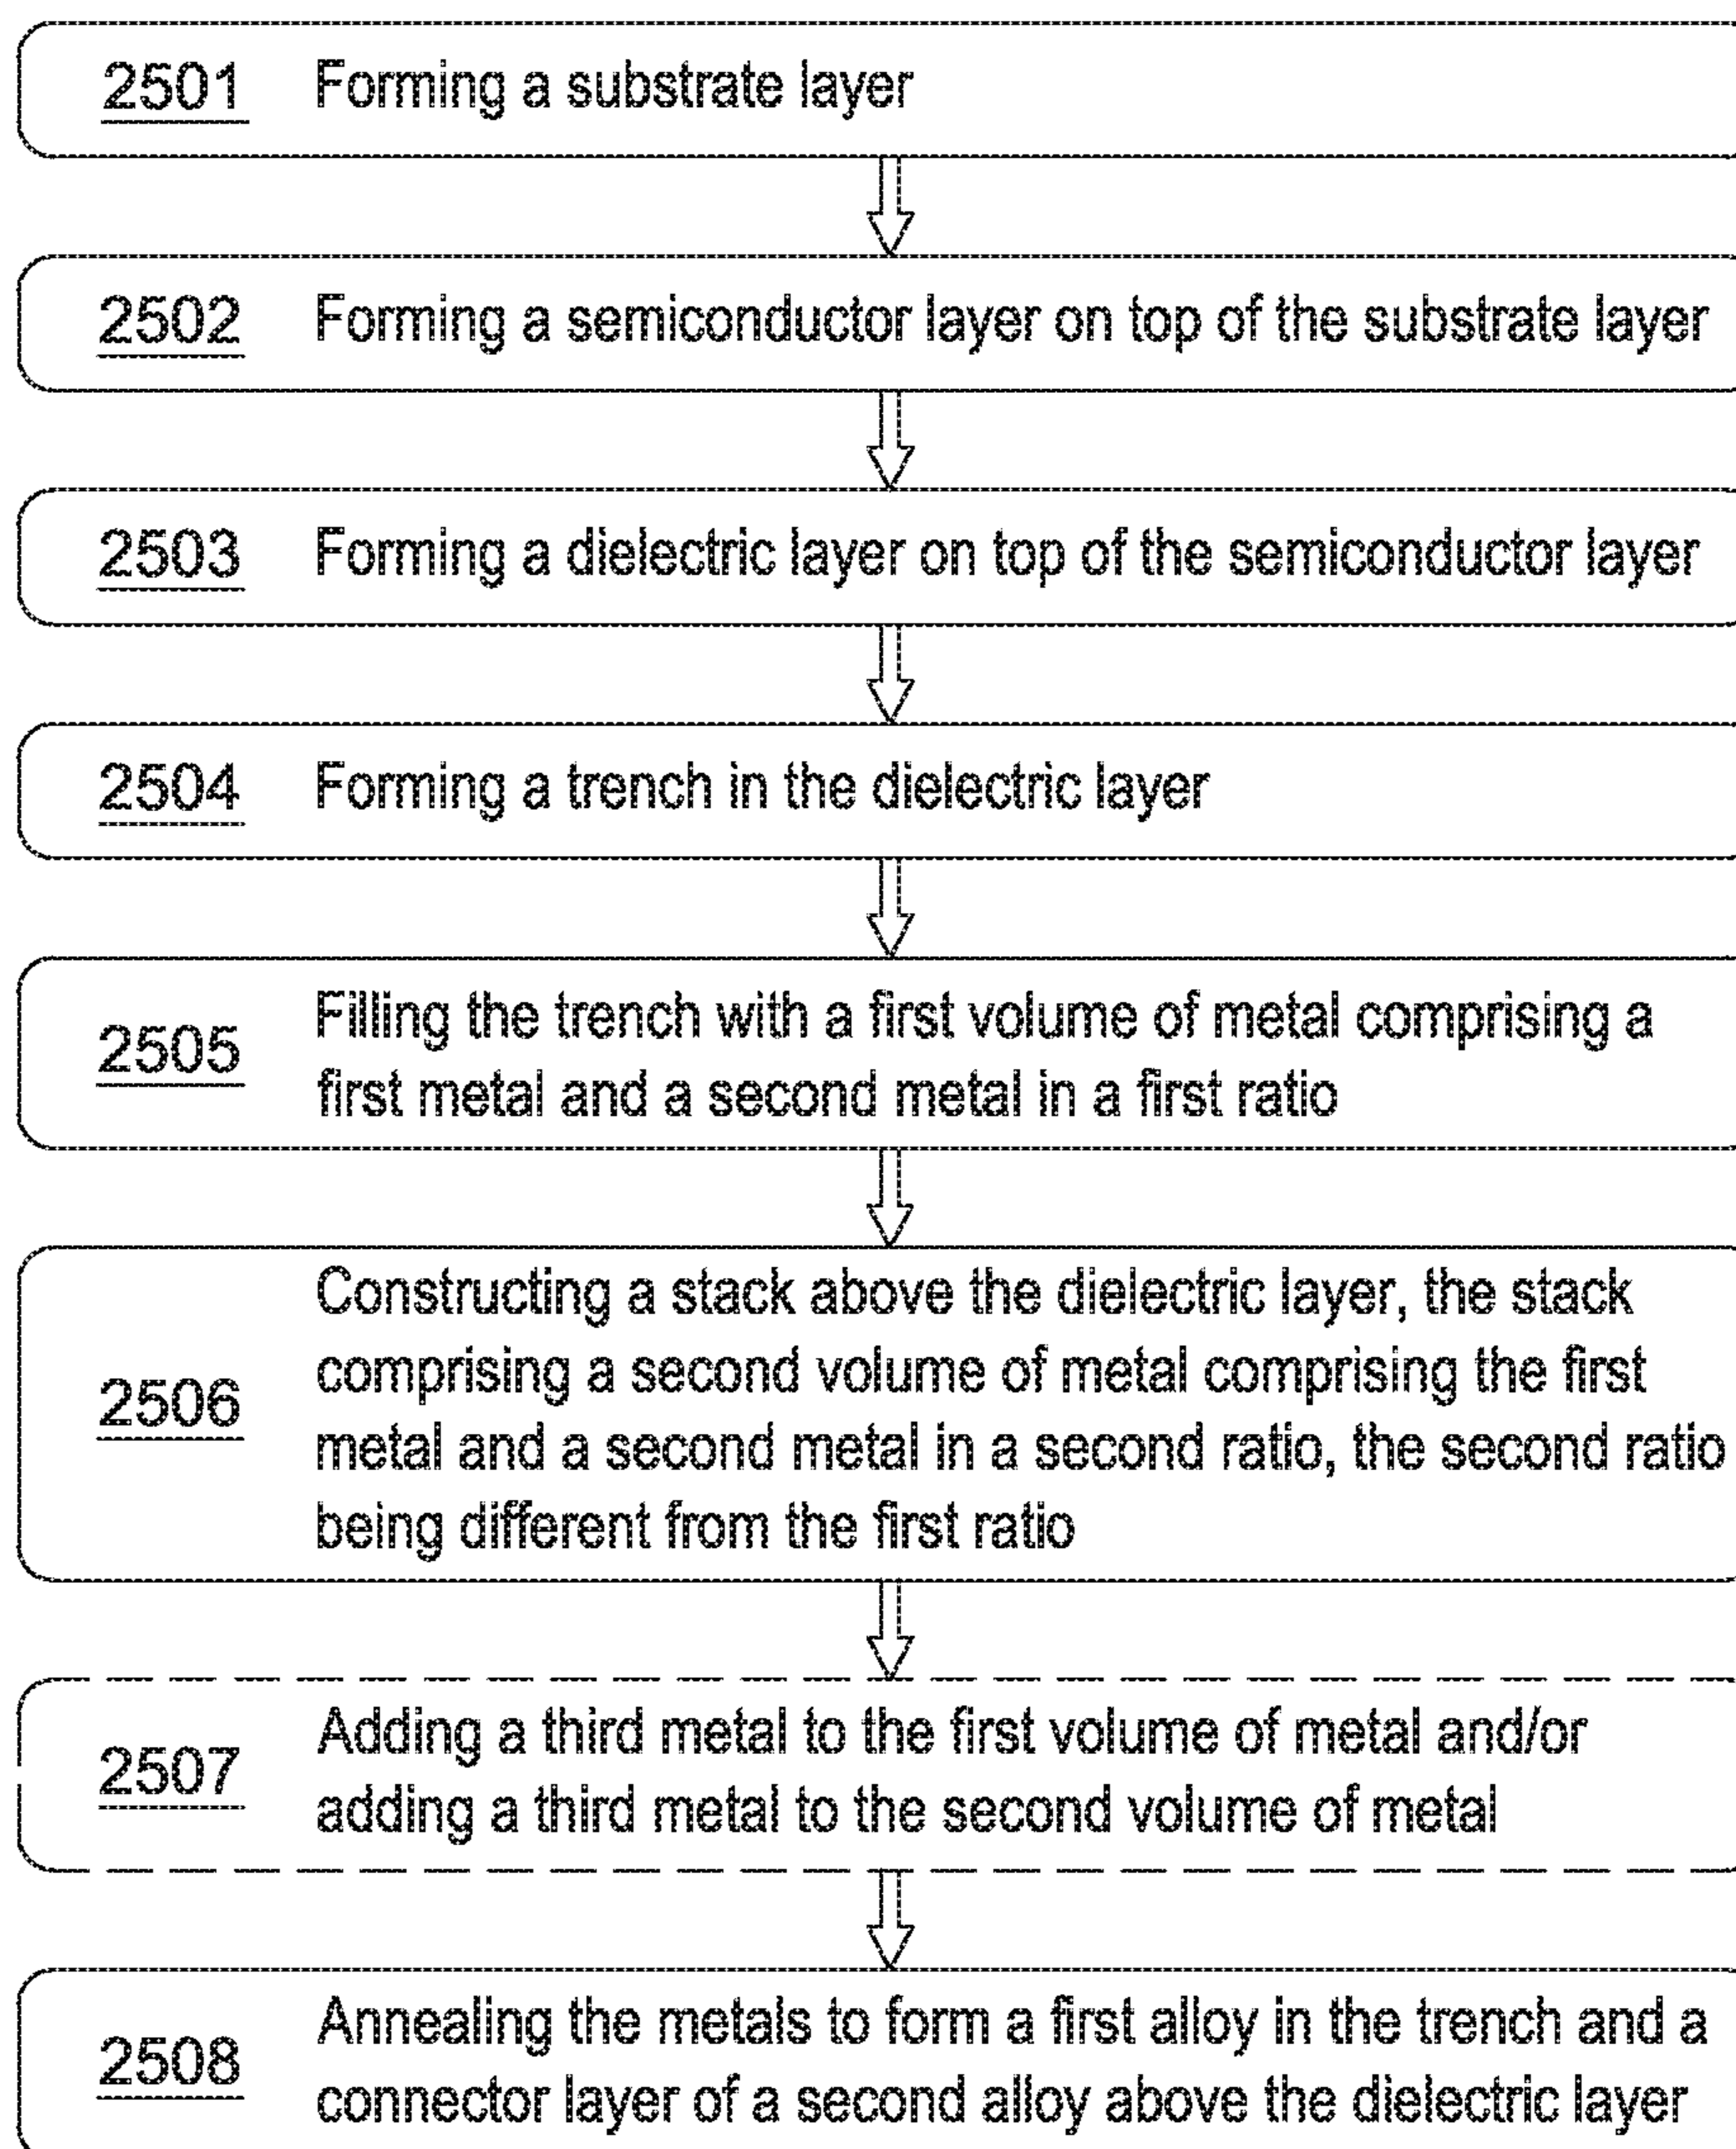 2501 Forming a substrate layer
2502 Forming a semiconductor layer on top of the substrate layer
2503 Forming a dielectric layer on top of the semiconductor layer
2504 Forming a trench in the dielectric layer
2505 Filling the trench with a first volume of metal comprising a
first metal and a second metal in a first ratio
2506 Constructing a stack above the dielectric layer, the stack
comprising a second volume of metal comprising the first
metal and a second metal in a second ratio, the second ratio
being different from the first ratio
2507 Adding a third metal to the first volume of metal and/or
adding a third metal to the second volume of metal
2508 Annealing the metals to form a first alloy in the trench and a
connector layer of a second alloy above the dielectric layer